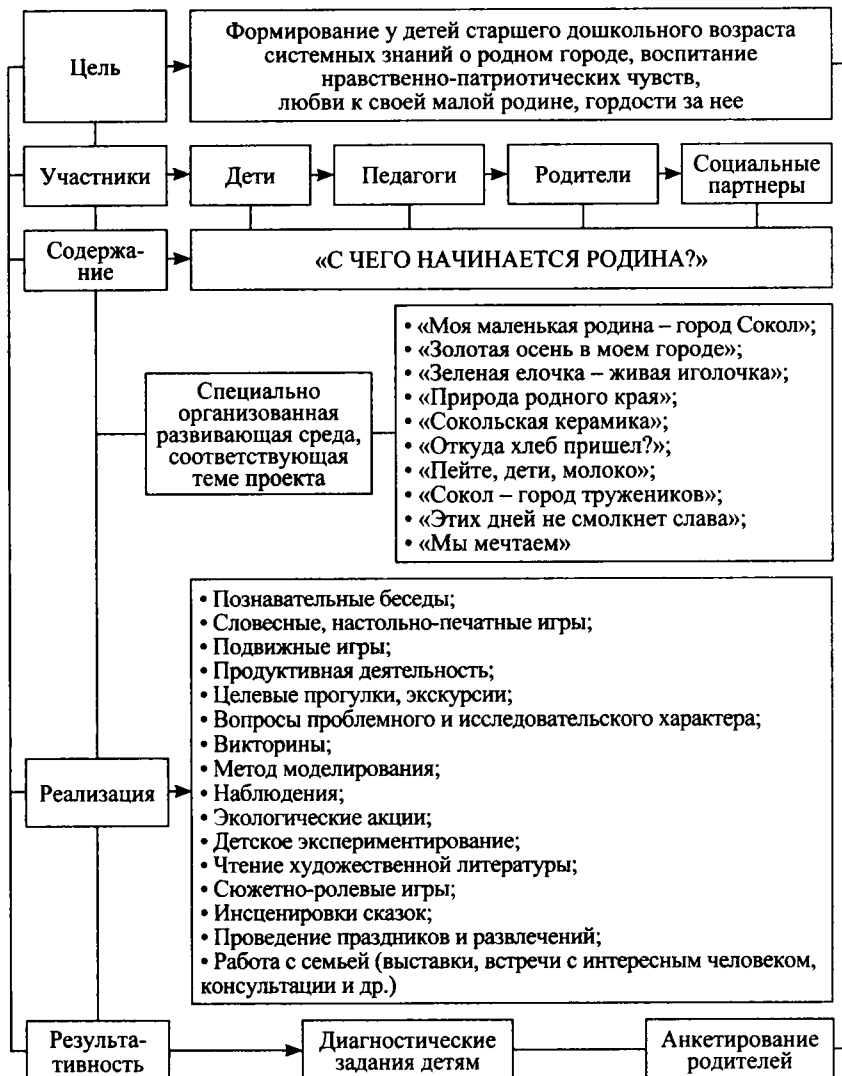 Цель
Формирование у детей старшего дошкольного возраста
системных знаний о родном городе, воспитание
нравственно-патриотических чувств,
любви к своей малой родине, гордости за нее
Участники
Дети
Педагоги
Родители
Социальные
партнеры
Содержа-
ние
«С ЧЕГО НАЧИНАЕТСЯ РОДИНА?»
Специально
организованная
развивающая среда,
соответствующая
теме проекта
• «Моя маленькая родина – город Сокол»;
• «Золотая осень в моем городе»;
• «Зеленая елочка – живая иголочка»;
• «Природа родного края»;
• «Сокольская керамика»;
• «Откуда хлеб пришел?»;
• «Пейте, дети, молоко»;
• «Сокол – город тружеников»;
• «Этих дней не смолкнет слава»;
• «Мы мечтаем»
Реализация
• Познавательные беседы;
• Словесные, настольно-печатные игры;
• Подвижные игры;
• Продуктивная деятельность;
• Целевые прогулки, экскурсии;
• Вопросы проблемного и исследовательского характера;
• Викторины;
• Метод моделирования;
• Наблюдения;
• Экологические акции;
• Детское экспериментирование;
• Чтение художественной литературы;
• Сюжетно-ролевые игры;
• Инсценировки сказок;
• Проведение праздников и развлечений;
• Работа с семьей (выставки, встречи с интересным человеком,
консультации и др.)
Результа-
тивность
Диагностические
задания детям
Анкетирование
родителей